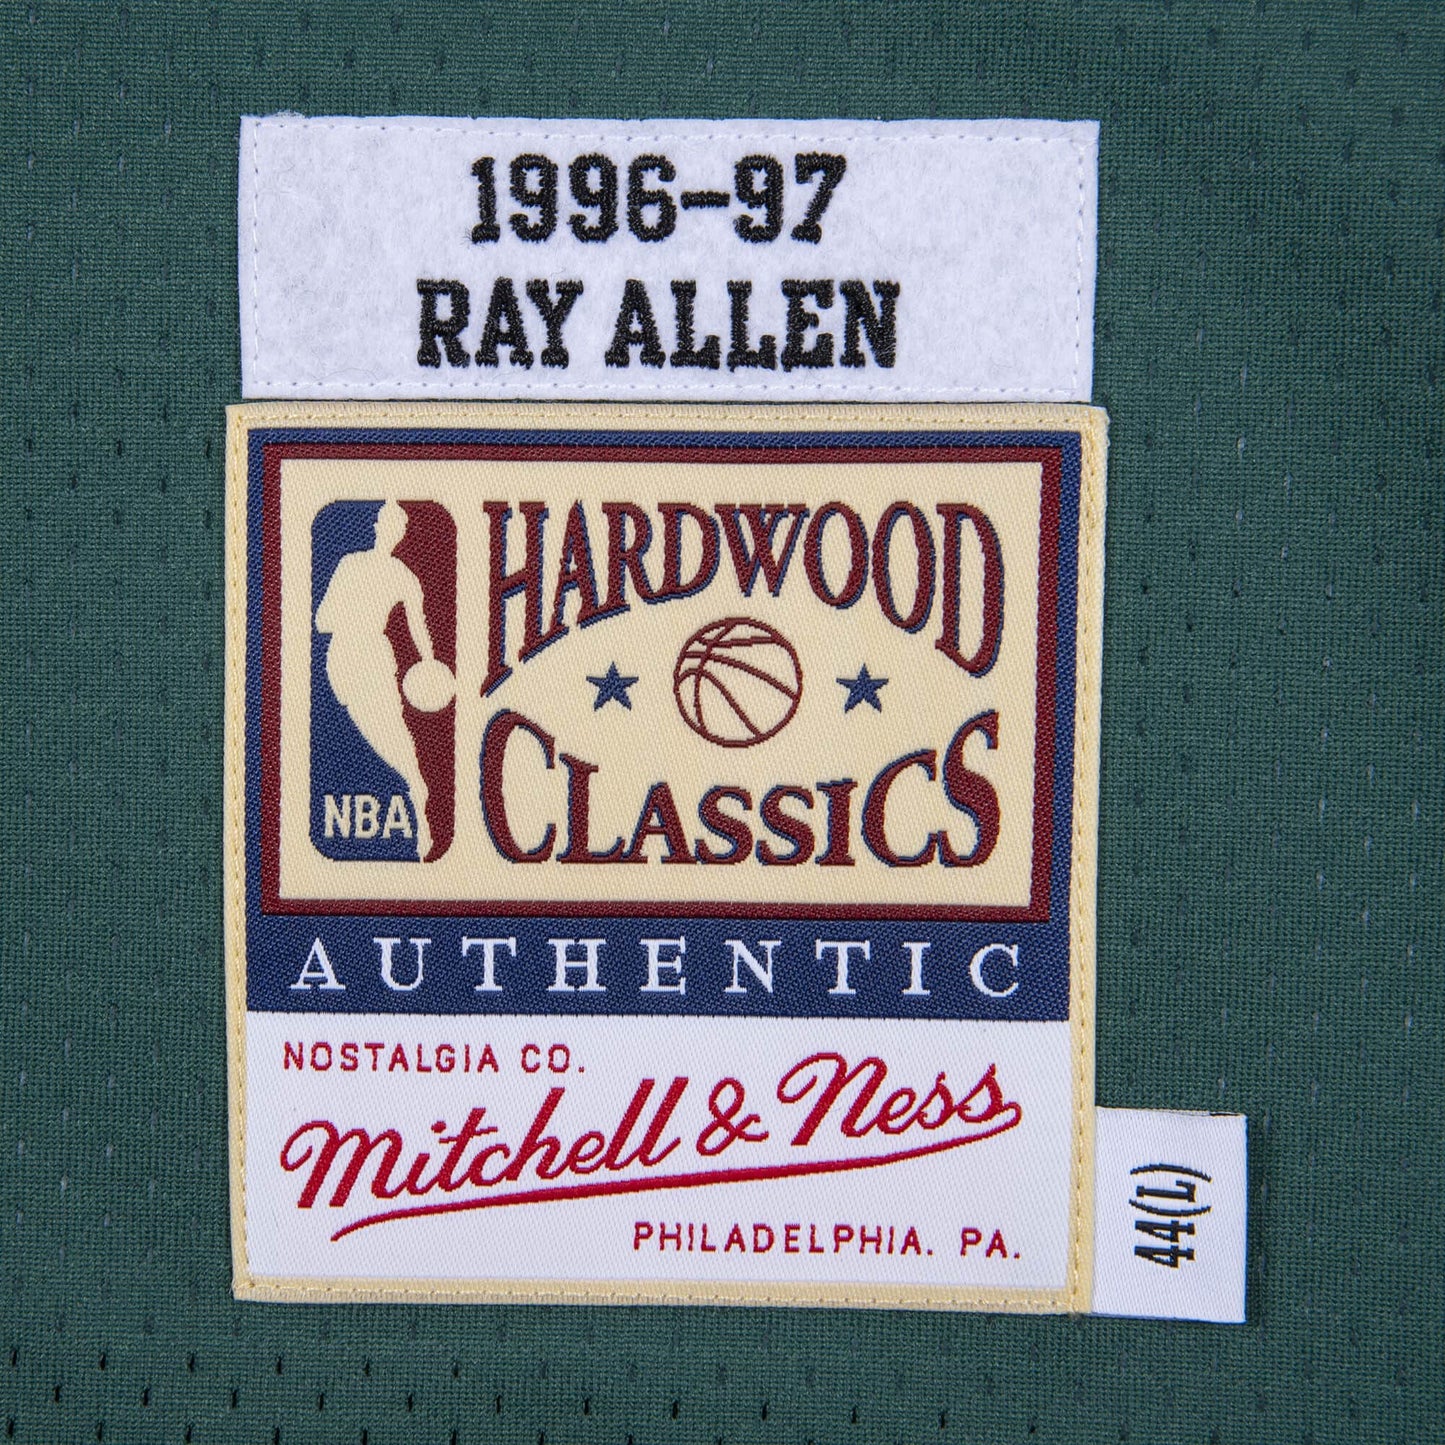 1996-97
RAY ALLEN
HARDWOOD
CLASSICS
NBA
AUTHENTIC
NOSTALGIA CO.
Mitchell & Ness
PHILADELPHIA. PA.
44(L)